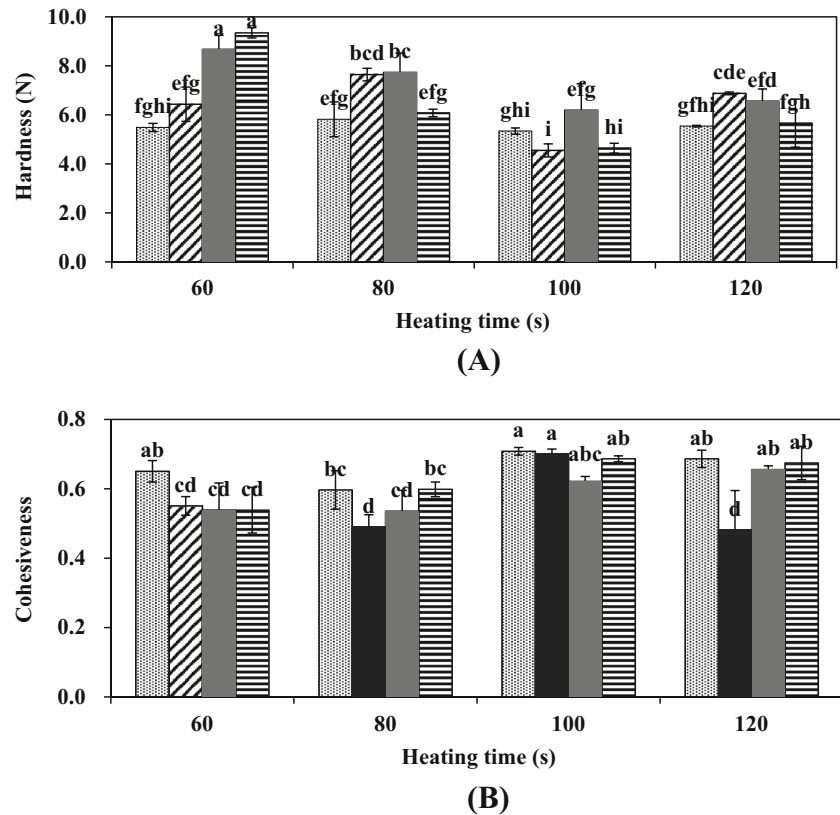 Hardness (N)
10.0
8.0
6.0
4.0
2.0
0.0
fghi
efg
a
a
efg
bcd
bc
efg
ghi
i
efg
hi
gfhi
cde
efd
fgh
60
80
100
120
Heating time (s)
(A)
Cohesiveness
0.8
0.6
0.4
0.2
0.0
ab
cd
cd
cd
bc
d
cd
bc
a
a
abc
ab
ab
d
ab
ab
60
80
100
120
Heating time (s)
(B)